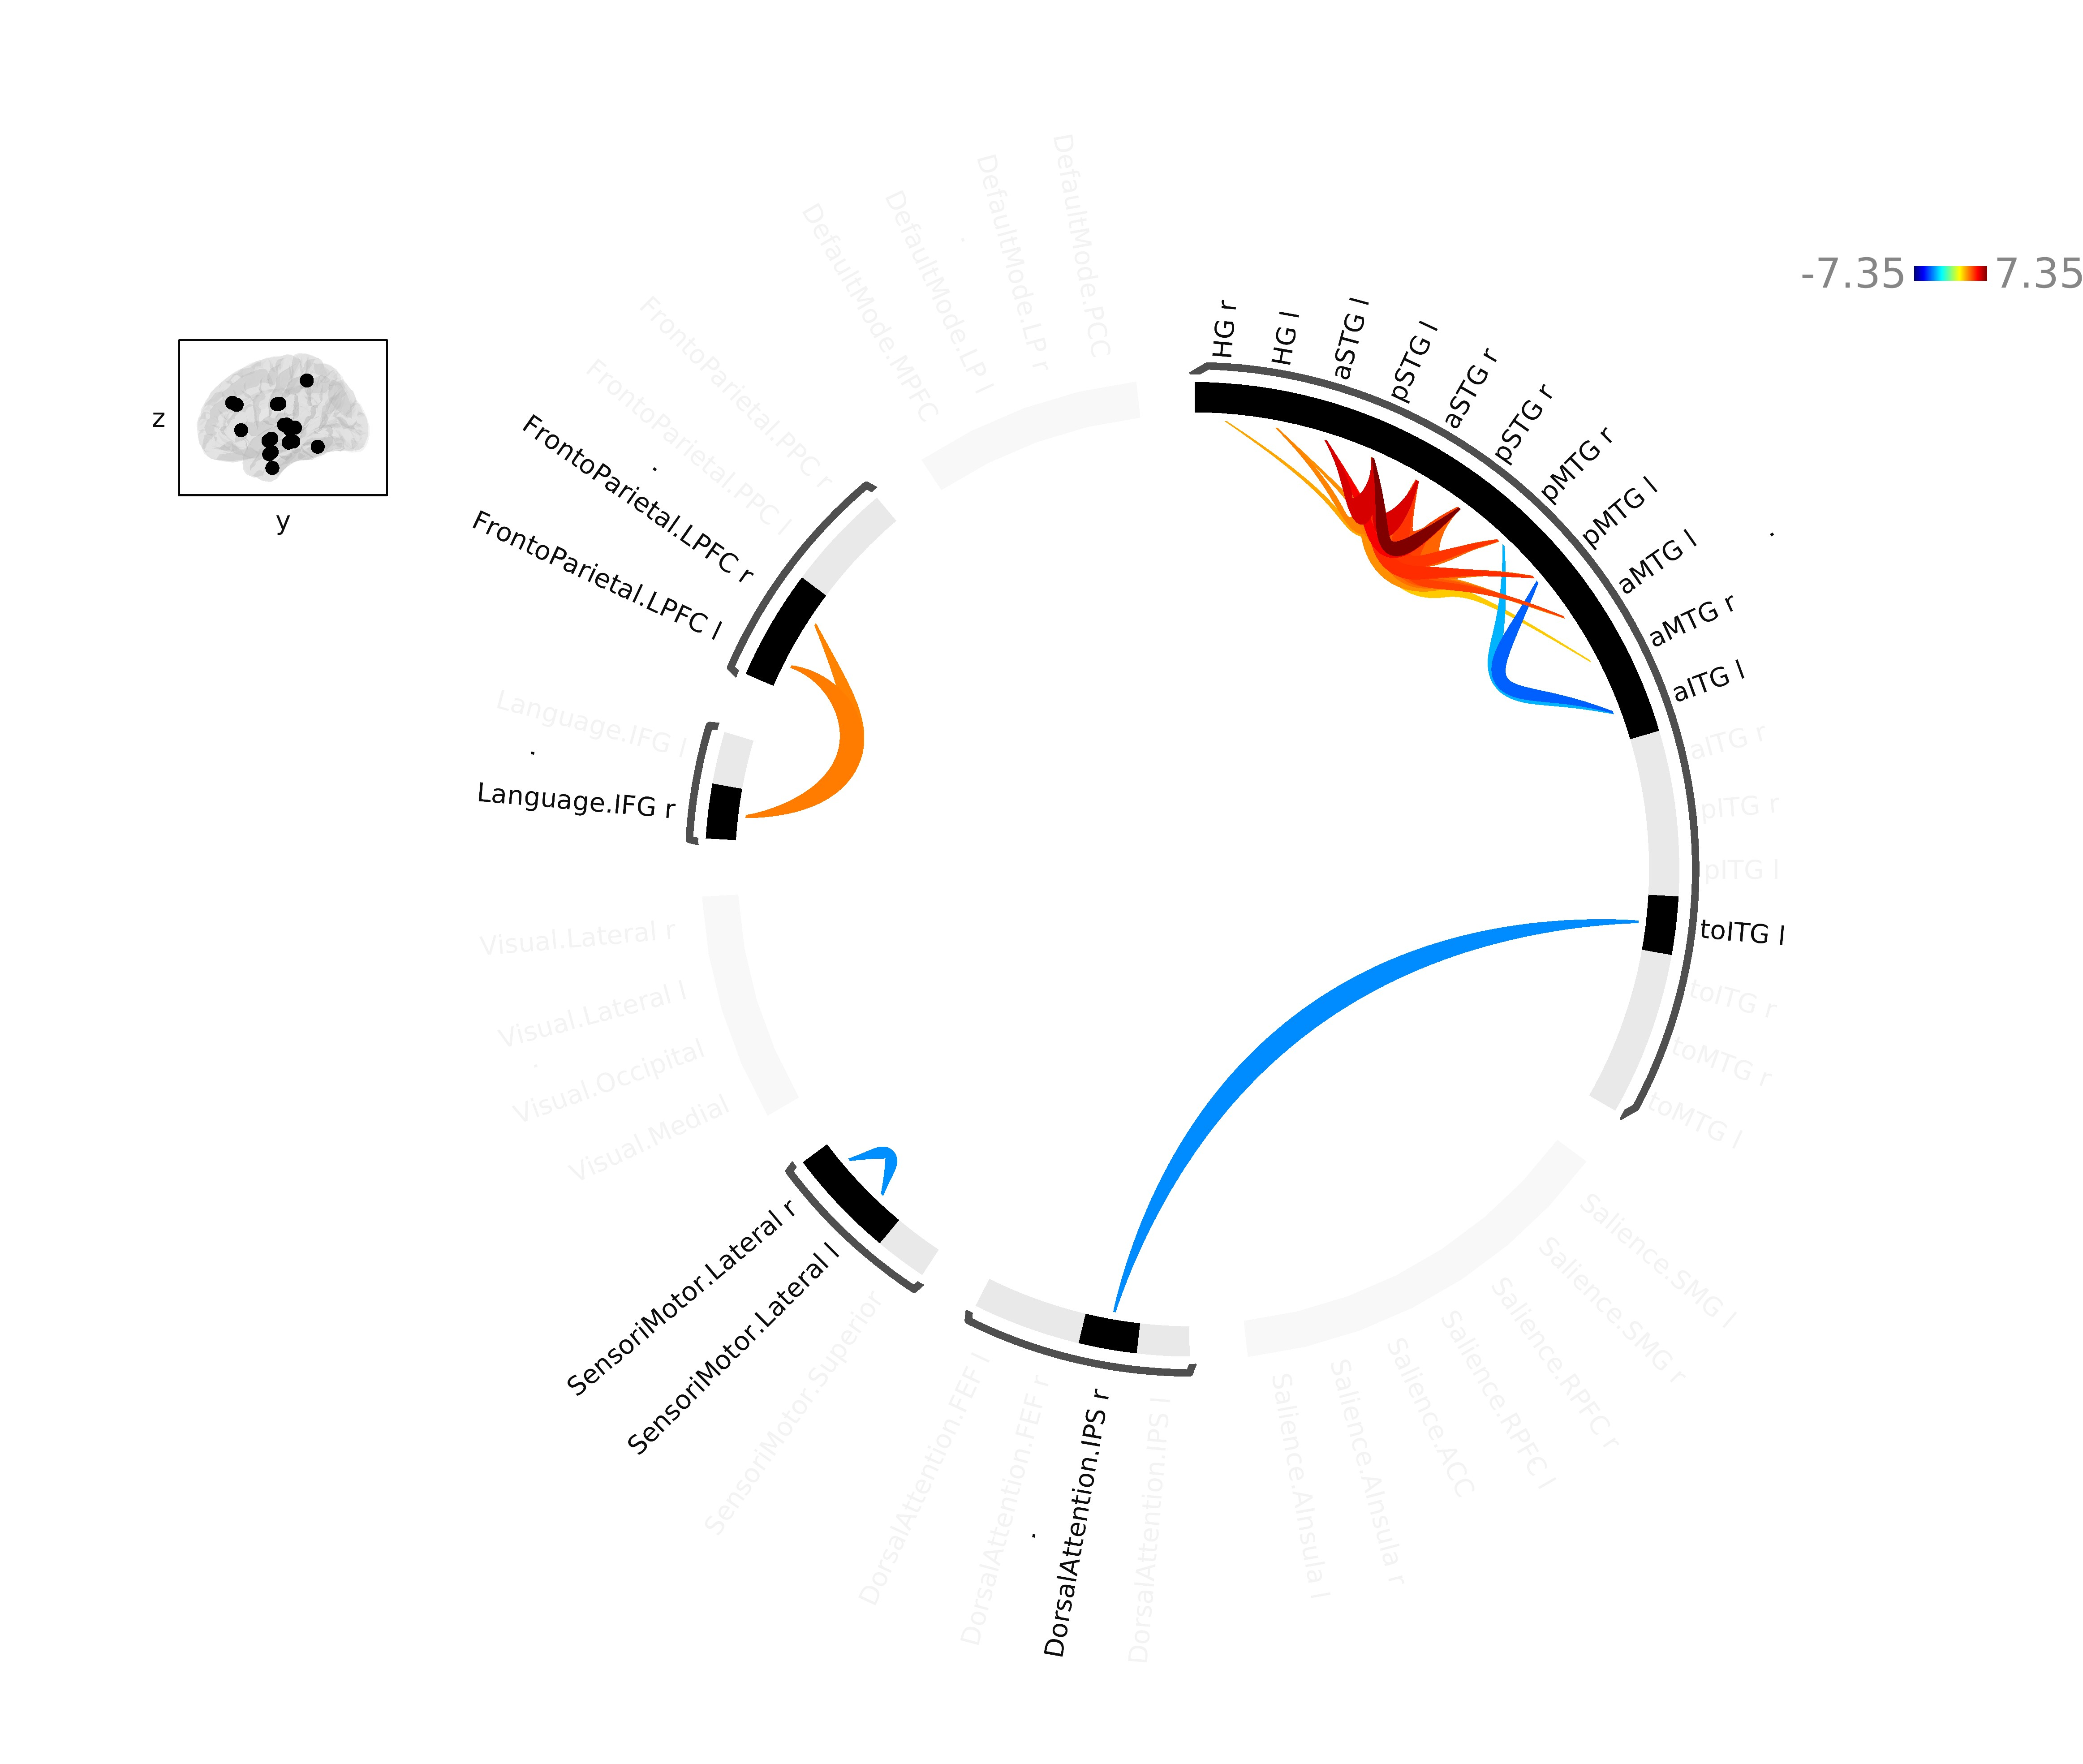 -7.35
7.35
z
y
HG r
HG l
aSTG l
pSTG l
aSTG r
pSTG r
pMTG r
pMTG l
aMTG l
aMTG r
aITG l
aITG r
pITG r
pITG l
toITG l
toITG r
toMTG r
toMTG l
Salience.SMG l
Salience.SMG r
Salience.RPFC r
Salience.RPFC l
Salience.ACC
Salience.AInsula r
Salience.AInsula l
DorsalAttention.IPS l
DorsalAttention.IPS r
DorsalAttention.FEF r
DorsalAttention.FEF l
SensoriMotor.Superior
SensoriMotor.Lateral l
SensoriMotor.Lateral r
Visual.Medial
Visual.Occipital
Visual.Lateral l
Visual.Lateral r
Language.IFG r
Language.IFG l
FrontoParietal.LPFC l
FrontoParietal.LPFC r
FrontoParietal.PPC l
FrontoParietal.PPC r
DefaultMode.MPFC
DefaultMode.LP l
DefaultMode.LP r
DefaultMode.PCC